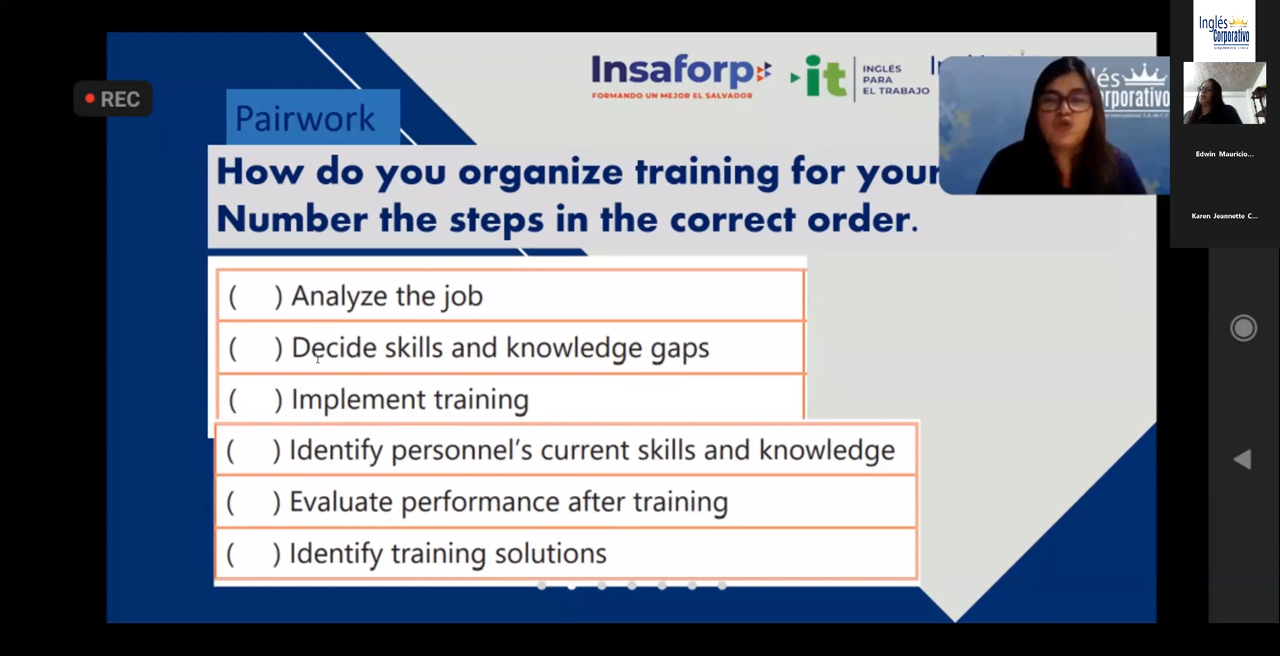 REC
Insaforp
FORMANDO UN MEJOR EL SALVADOR
it
INGLÉS
PARA
EL TRABAJO
Corporativo
Inglés
Corporativo
Pairwork
How do you organize training for your
Number the steps in the correct order.
( ) Analyze the job
( ) Decide skills and knowledge gaps
( ) Implement training
( ) Identify personnel's current skills and knowledge
( ) Evaluate performance after training
( ) Identify training solutions
Edwin Mauricio...
Karen Jeannette C...